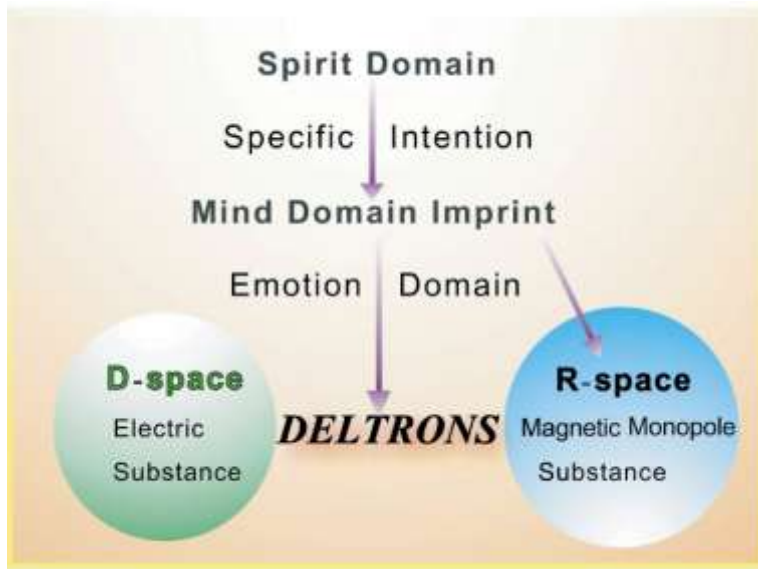 Spirit Domain
Specific Intention
Mind Domain Imprint
Emotion Domain
D-space
Electric
Substance
DELTRONS
R-space
Magnetic Monopole
Substance